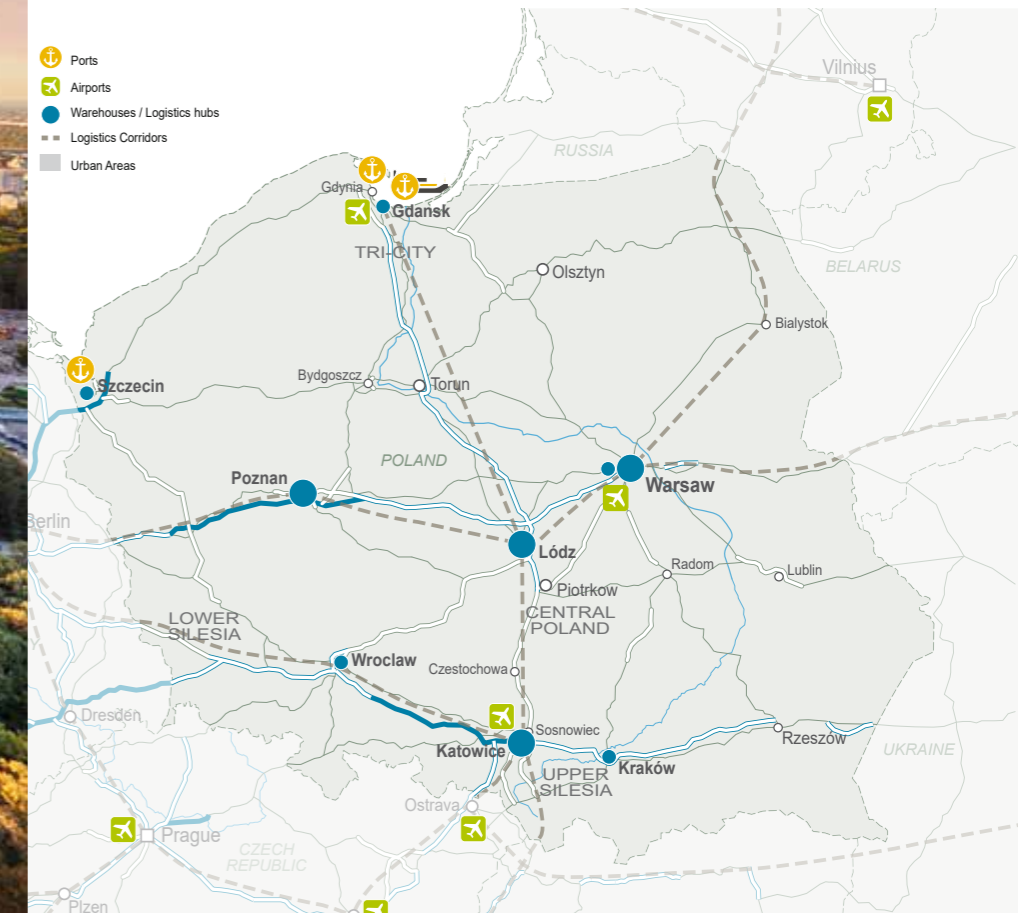 Ports
Airports
Warehouses / Logistics hubs
Logistics Corridors
Urban Areas
Vilnius
RUSSIA
Gdynia
Gdansk
TRI-CITY
BELARUS
Olsztyn
Bialystok
Szczecin
Bydgoszcz
Torun
POLAND
Poznan
Warsaw
Berlin
Lódz
Radom
Lublin
Piotrkow
LOWER
SILESIA
CENTRAL
POLAND
Wroclaw
Czestochowa
Dresden
Sosnowiec
Katowice
Rzeszów
UKRAINE
Kraków
UPPER
SILESIA
Ostrava
Prague
CZECH
REPUBLIC
Plzen